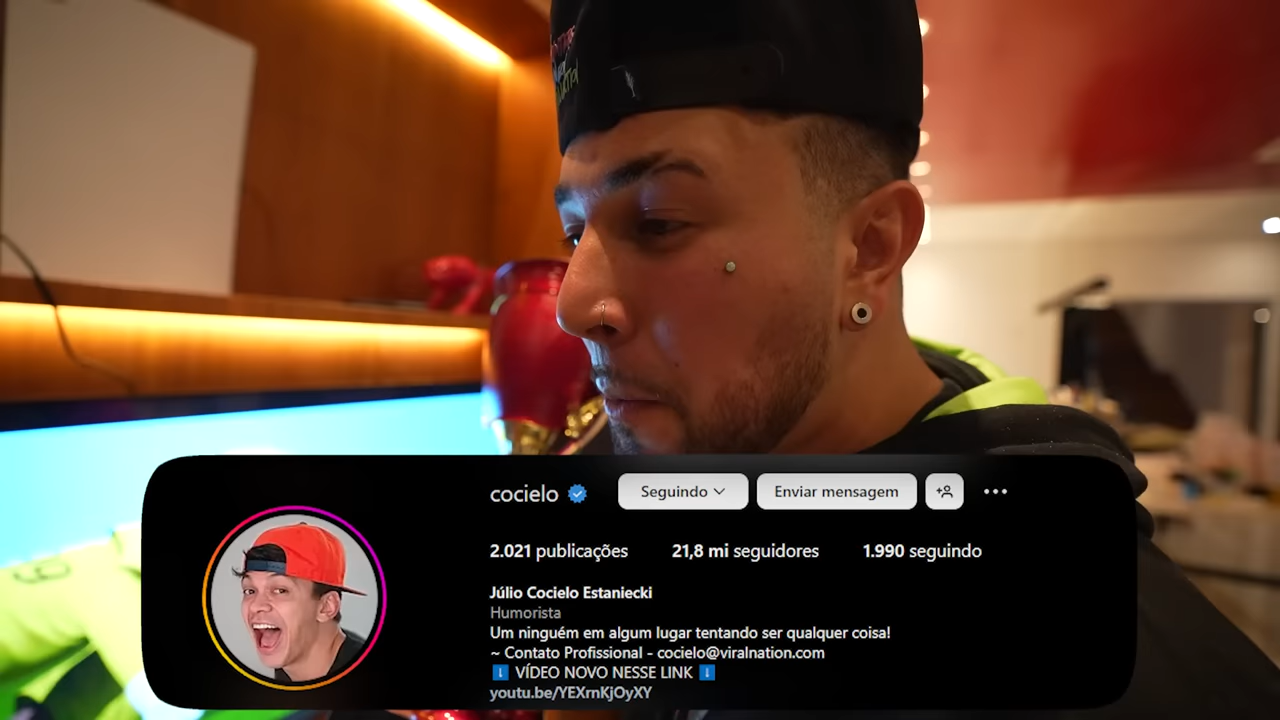 cocielo Seguindo Enviar mensagem
2.021 publicações 21,8 mi seguidores 1.990 seguindo
Júlio Cocielo Estaniecki
Humorista
Um ninguém em algum lugar tentando ser qualquer coisa!
~ Contato Profissional - cocielo@viralnation.com
⬇️ VÍDEO NOVO NESSE LINK ⬇️
youtu.be/YEXrnKjOyXY